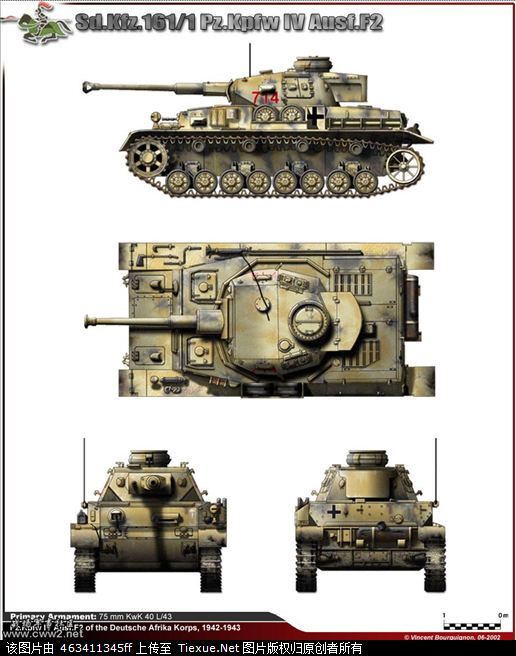 Sd.Kfz.161/1 Pz.Kpfw IV Ausf.F2
714
Primary Armament: 75 mm KwK 40 L/43
Pz.Kpfw IV Ausf.F2 of the Deutsche Afrika Korps, 1942-1943
www.cww2.net
1 0m
© Vincent Bourguignon, 06-2002
该图片由 463411345ff 上传至 Tiexue.Net 图片版权归原创者所有